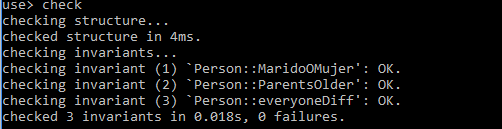 use> check
checking structure...
checked structure in 4ms.
checking invariants...
checking invariant (1) `Person::MaridoOMujer': OK.
checking invariant (2) `Person::ParentsOlder': OK.
checking invariant (3) `Person::everyoneDiff': OK.
checked 3 invariants in 0.018s, 0 failures.